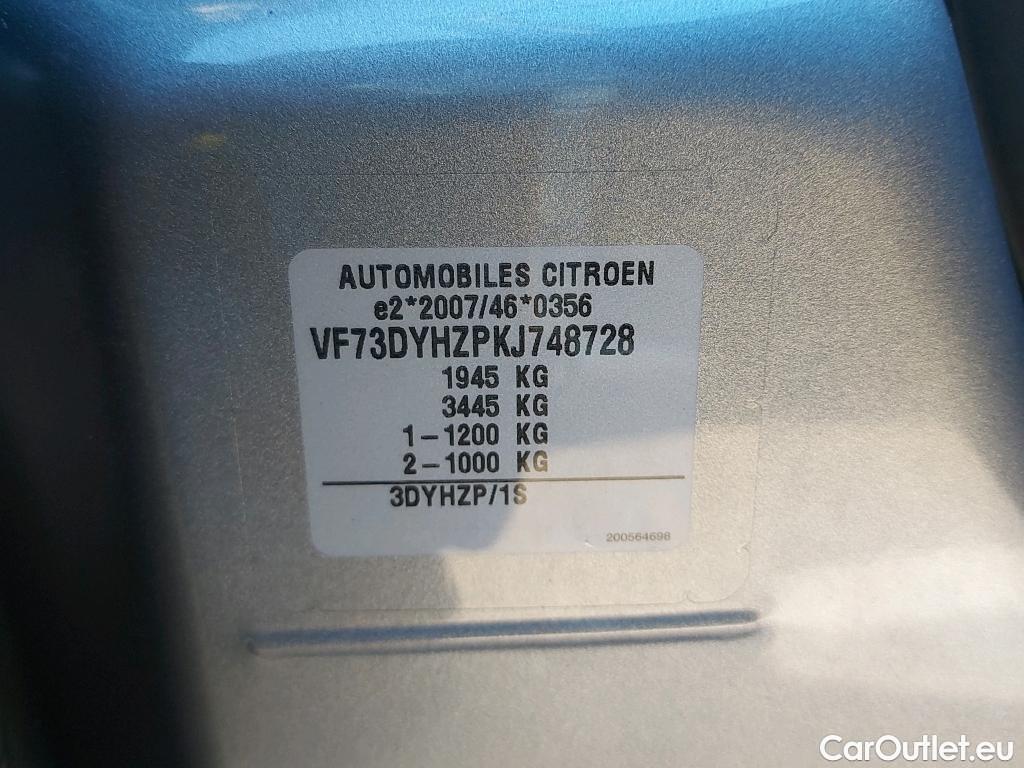 AUTOMOBILES CITROEN
e2*2007/46*0356
VF73DYHZPKJ748728
1945 KG
3445 KG
1-1200 KG
2-1000 KG
3DYHZP/1S
200564698
CarOutlet.eu